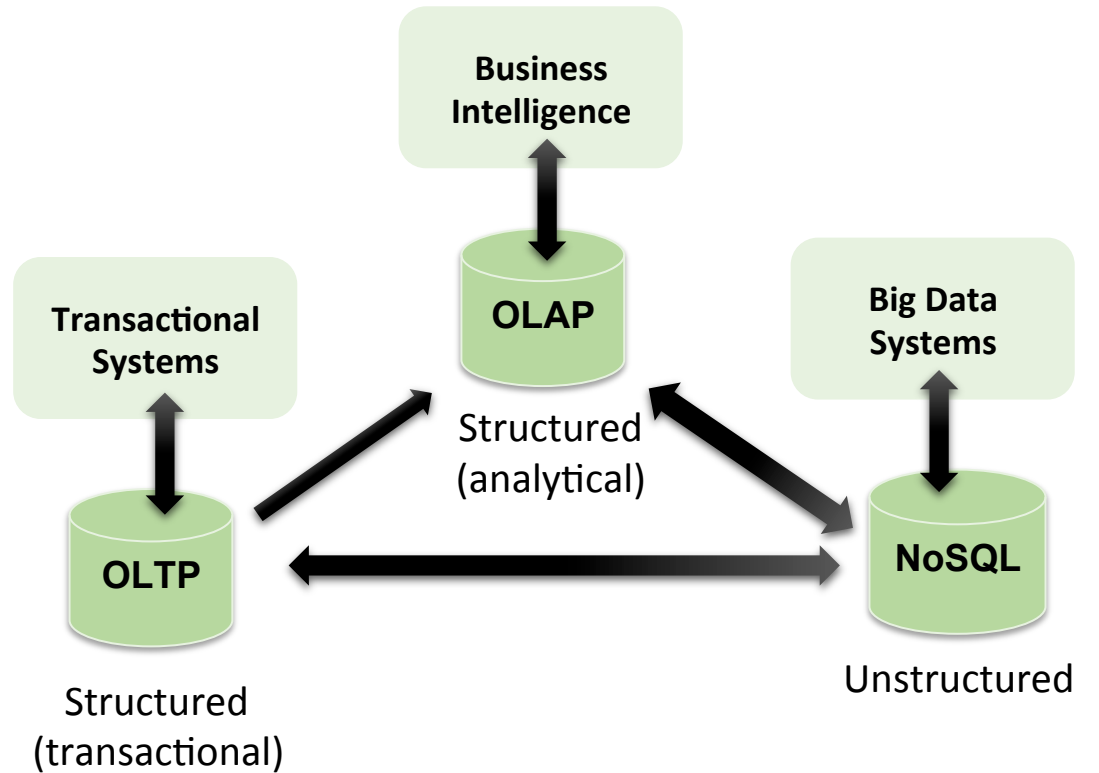 Business
Intelligence
OLAP
Structured
(analytical)
Transactional
Systems
OLTP
Structured
(transactional)
Big Data
Systems
NoSQL
Unstructured